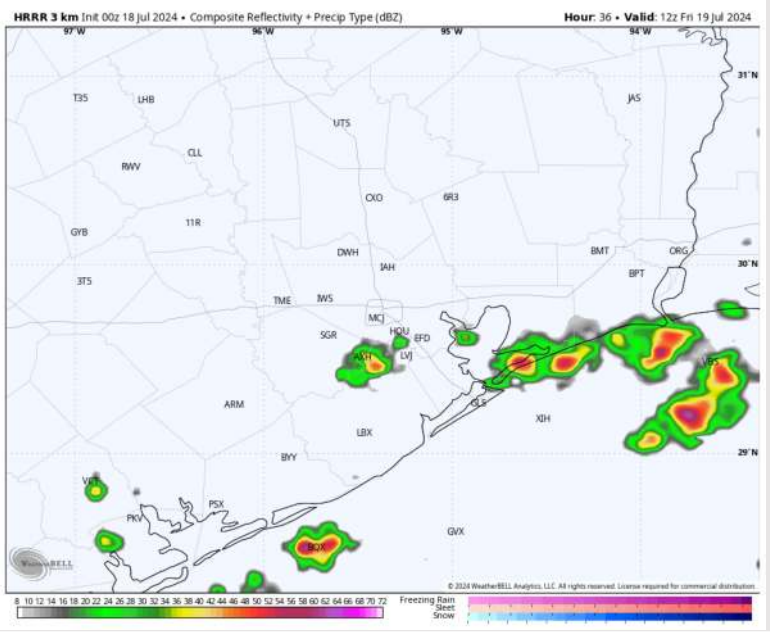 HRRR 3 km Init 00z 18 Jul 2024 • Composite Reflectivity + Precip Type (dBZ) Hour: 36 • Valid: 12z Fri 19 Jul 2024
97°W 96°W 95°W 94°W
31°N
T35 LHB JAS
UTS
CLL
RWV
OXO 6R3
11R
GYB
DWH BMT ORG
IAH 30°N
BPT
3T5
TME IWS
MCJ
SGR HOU EFD
AXH LVJ VBS
ARM GLS
XIH
LBX
BYY 29°N
VCT
PSX
PKV
GVX
BQX
WeatherBELL
© 2024 WeatherBELL Analytics, LLC. All rights reserved. License required for commercial distribution.
8 10 12 14 16 18 20 22 24 26 28 30 32 34 36 38 40 42 44 46 48 50 52 54 56 58 60 62 64 66 68 70 72
Freezing Rain
Sleet
Snow